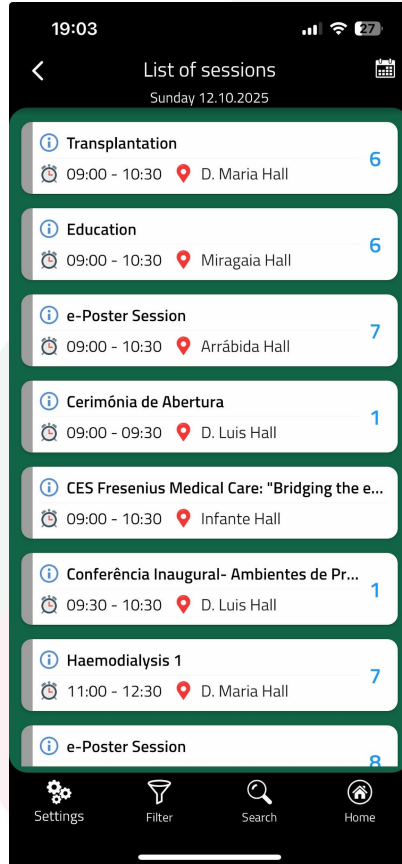 19:03
27
List of sessions
Sunday 12.10.2025
Transplantation
6
09:00 - 10:30 D. Maria Hall
Education
6
09:00 - 10:30 Miragaia Hall
e-Poster Session
7
09:00 - 10:30 Arrábida Hall
Cerimónia de Abertura
1
09:00 - 09:30 D. Luis Hall
CES Fresenius Medical Care: "Bridging the e...
09:00 - 10:30 Infante Hall
Conferência Inaugural- Ambientes de Pr...
1
09:30 - 10:30 D. Luis Hall
Haemodialysis 1
7
11:00 - 12:30 D. Maria Hall
e-Poster Session
8
Settings Filter Search Home